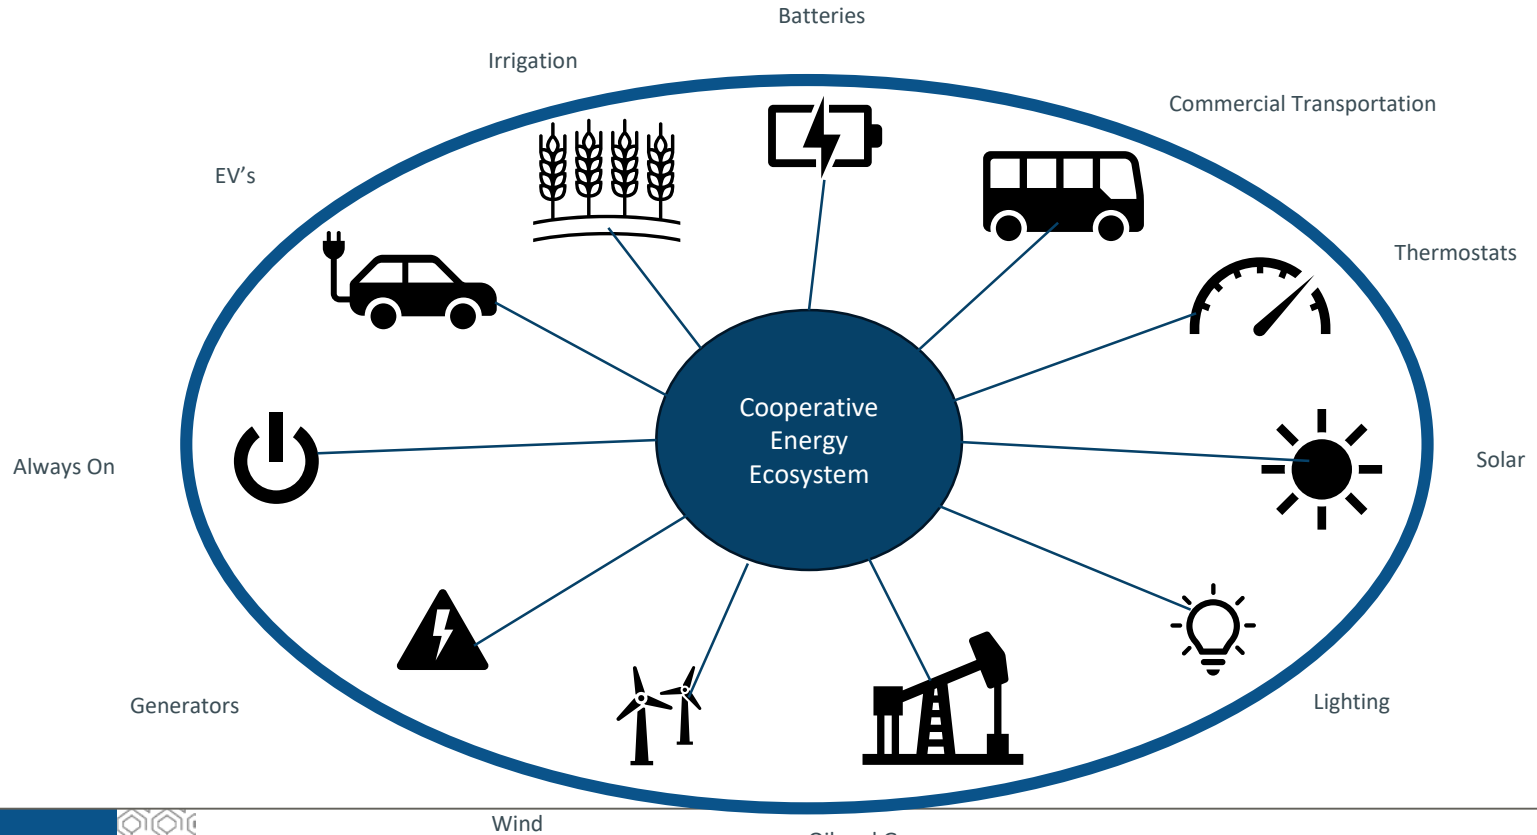 Batteries
Irrigation
Commercial Transportation
EV's
Thermostats
Cooperative
Energy
Ecosystem
Always On
Solar
Generators
Lighting
Wind